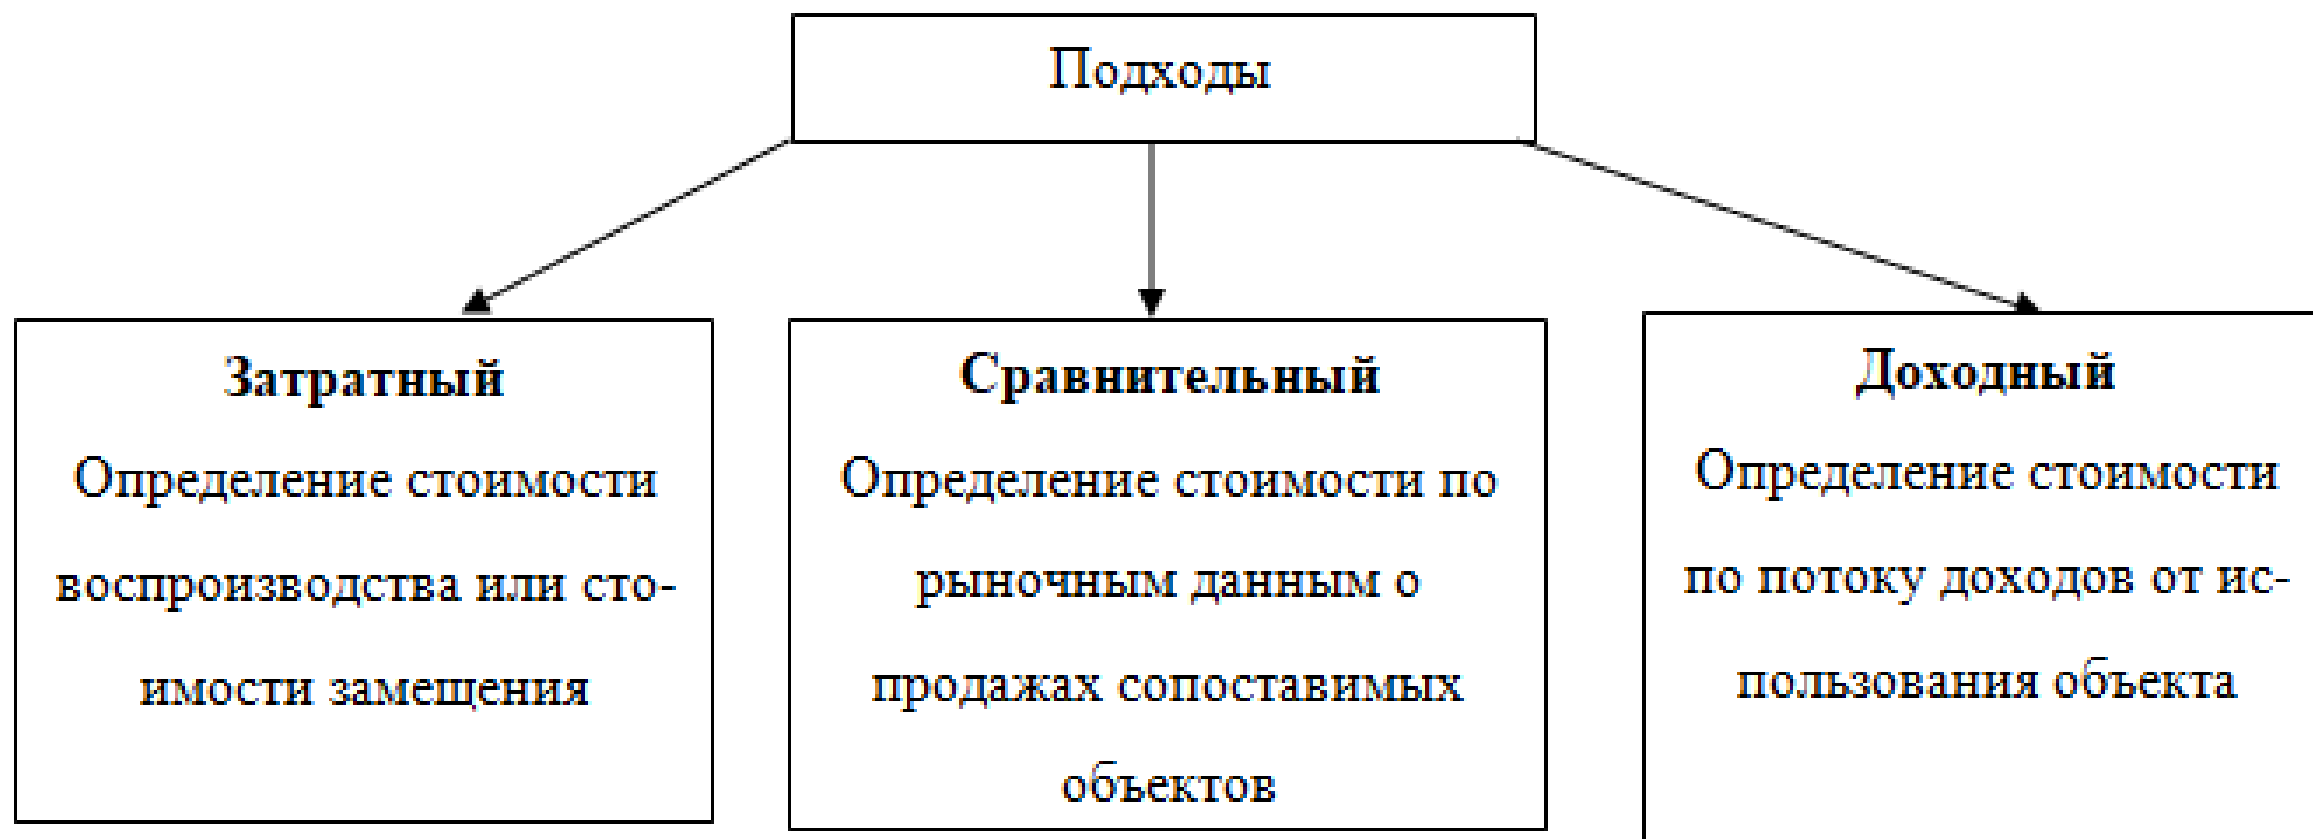 Подходы
Затратный
Определение стоимости
воспроизводства или сто-
имости замещения
Сравнительный
Определение стоимости по
рыночным данным о
продажах сопоставимых
объектов
Доходный
Определение стоимости
по потоку доходов от ис-
пользования объекта